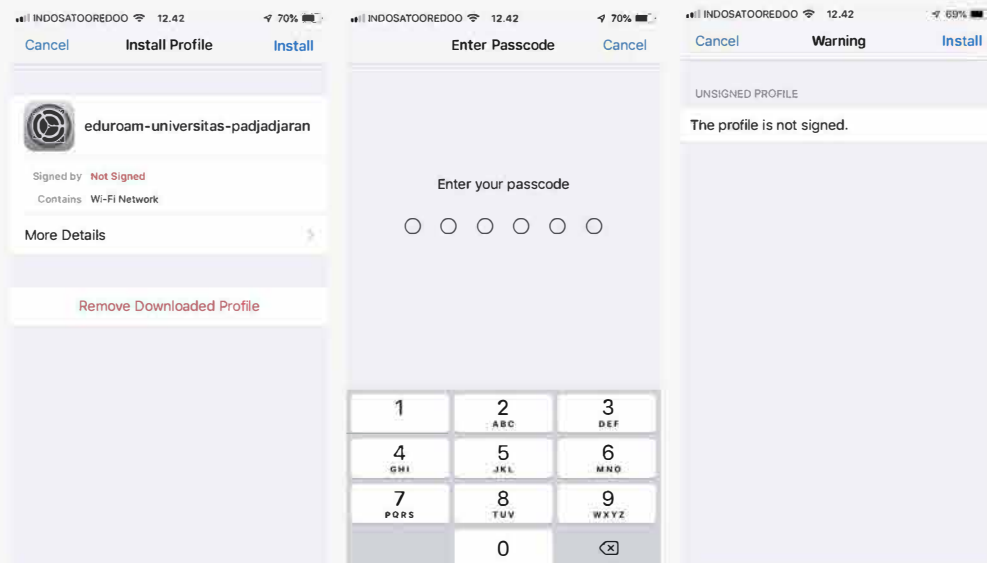 INDOSATOOREDOO 12.42 70%
Cancel Install Profile Install
eduroam-universitas-padjadjaran
Signed by Not Signed
Contains Wi-Fi Network
More Details
Remove Downloaded Profile
INDOSATOOREDOO 12.42 70%
Enter Passcode Cancel
Enter your passcode
1 2 3
ABC DEF
4 5 6
GHI JKL MNO
7 8 9
PQRS TUV WXYZ
0
INDOSATOOREDOO 12.42 69%
Cancel Warning Install
UNSIGNED PROFILE
The profile is not signed.